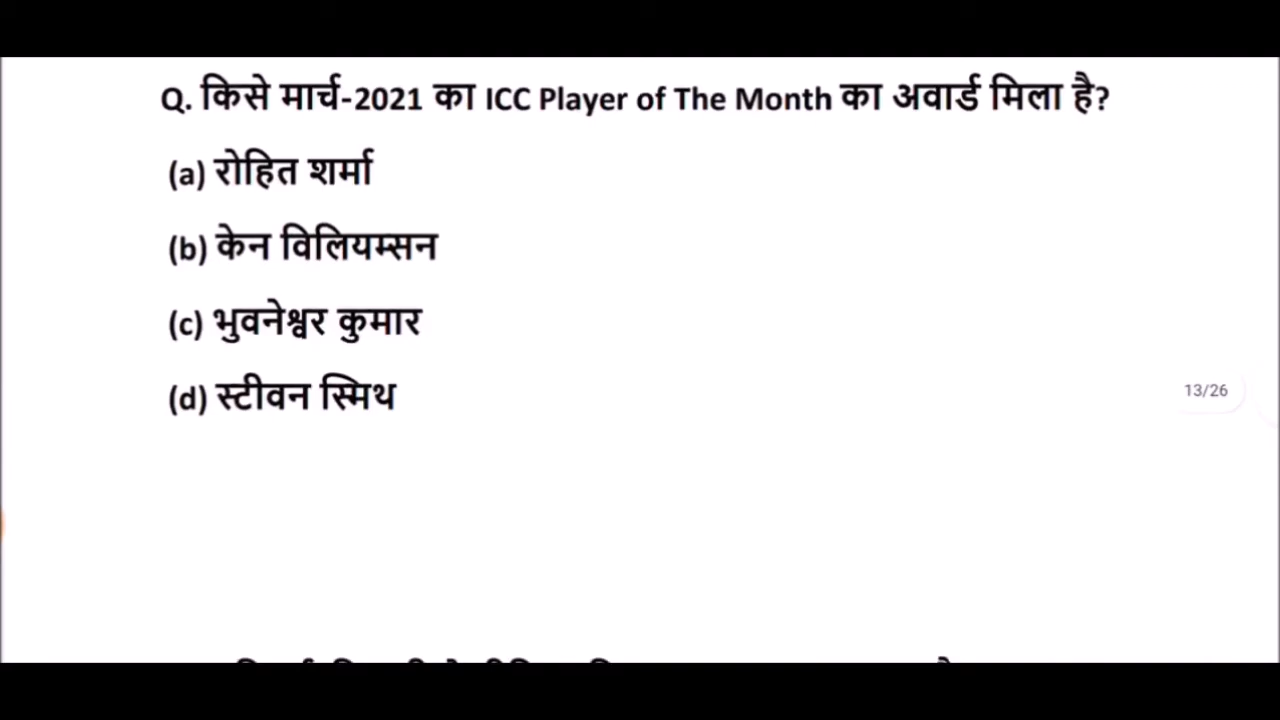 Q. किसे मार्च-2021 का ICC Player of The Month का अवार्ड मिला है?
(a) रोहित शर्मा
(b) केन विलियम्सन
(c) भुवनेश्वर कुमार
(d) स्टीवन स्मिथ
13/26